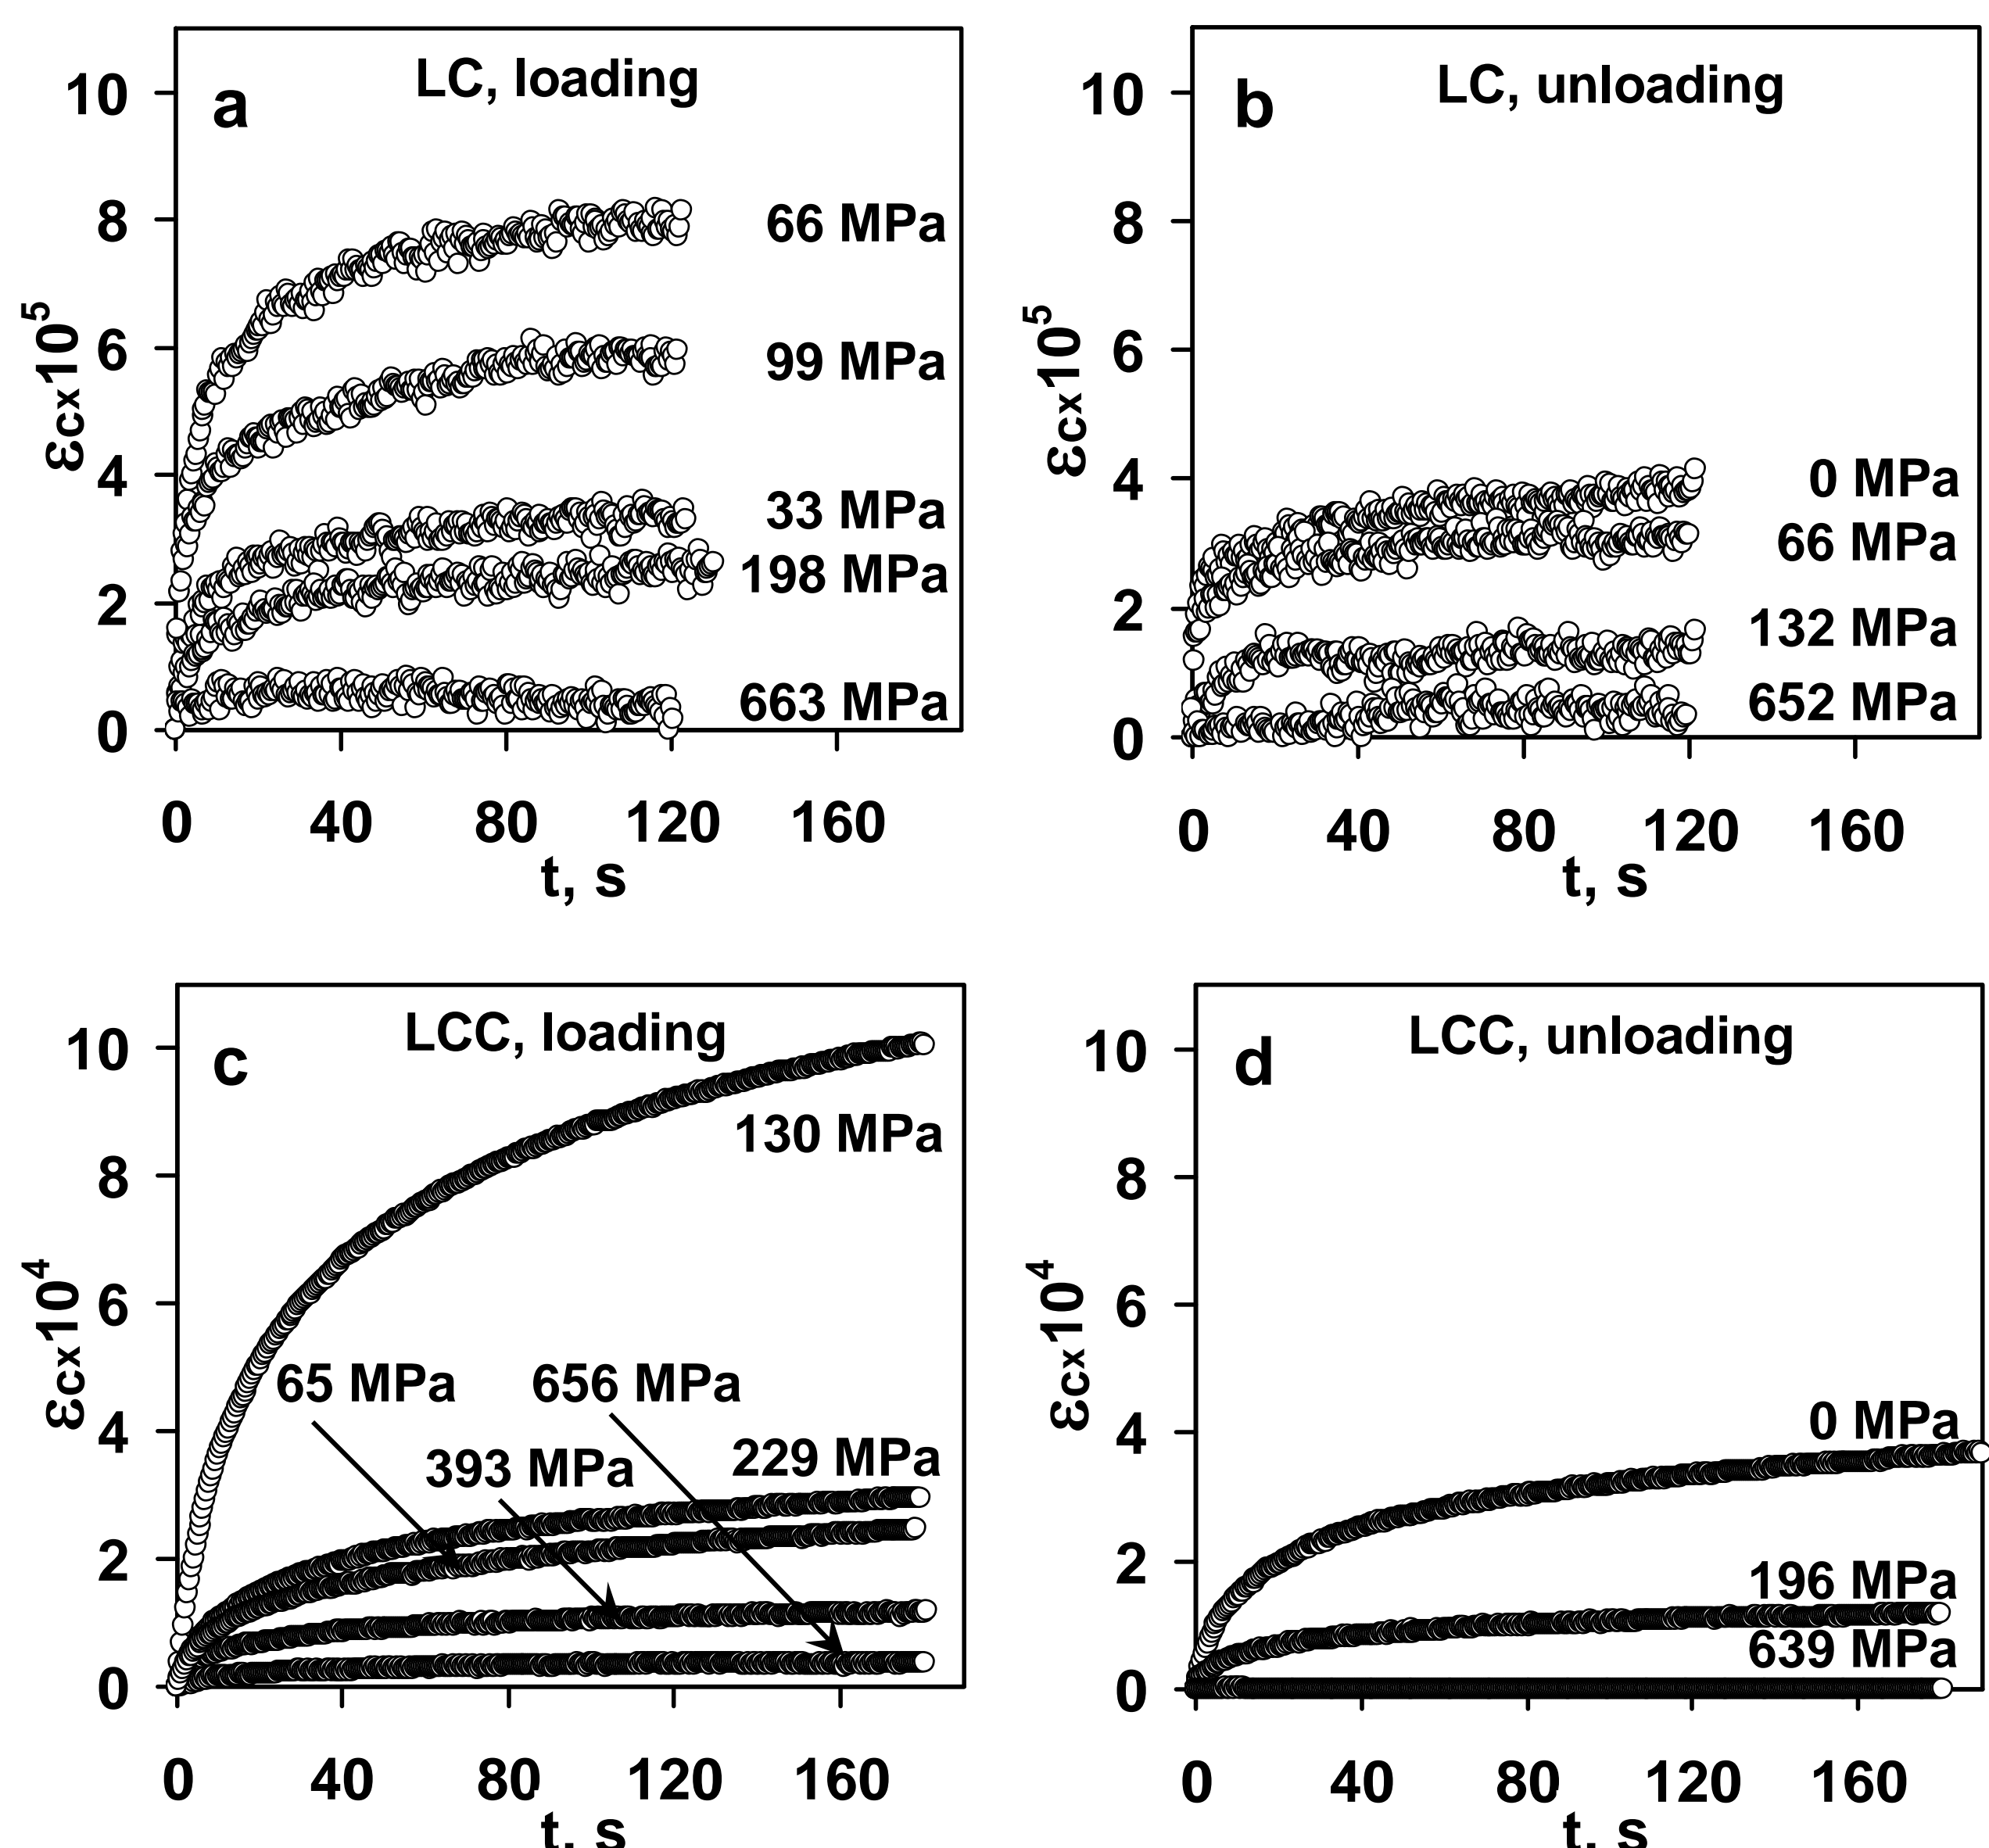 a
LC, loading
10
8
6
4
2
0
εcx10⁵
66 MPa
99 MPa
33 MPa
198 MPa
663 MPa
0 40 80 120 160
t, s
b
LC, unloading
10
8
6
4
2
0
εcx10⁵
0 MPa
66 MPa
132 MPa
652 MPa
0 40 80 120 160
t, s
c
LCC, loading
10
8
6
4
2
0
εcx10⁴
130 MPa
65 MPa
656 MPa
393 MPa
229 MPa
0 40 80 120 160
t, s
d
LCC, unloading
10
8
6
4
2
0
εcx10⁴
0 MPa
196 MPa
639 MPa
0 40 80 120 160
t, s